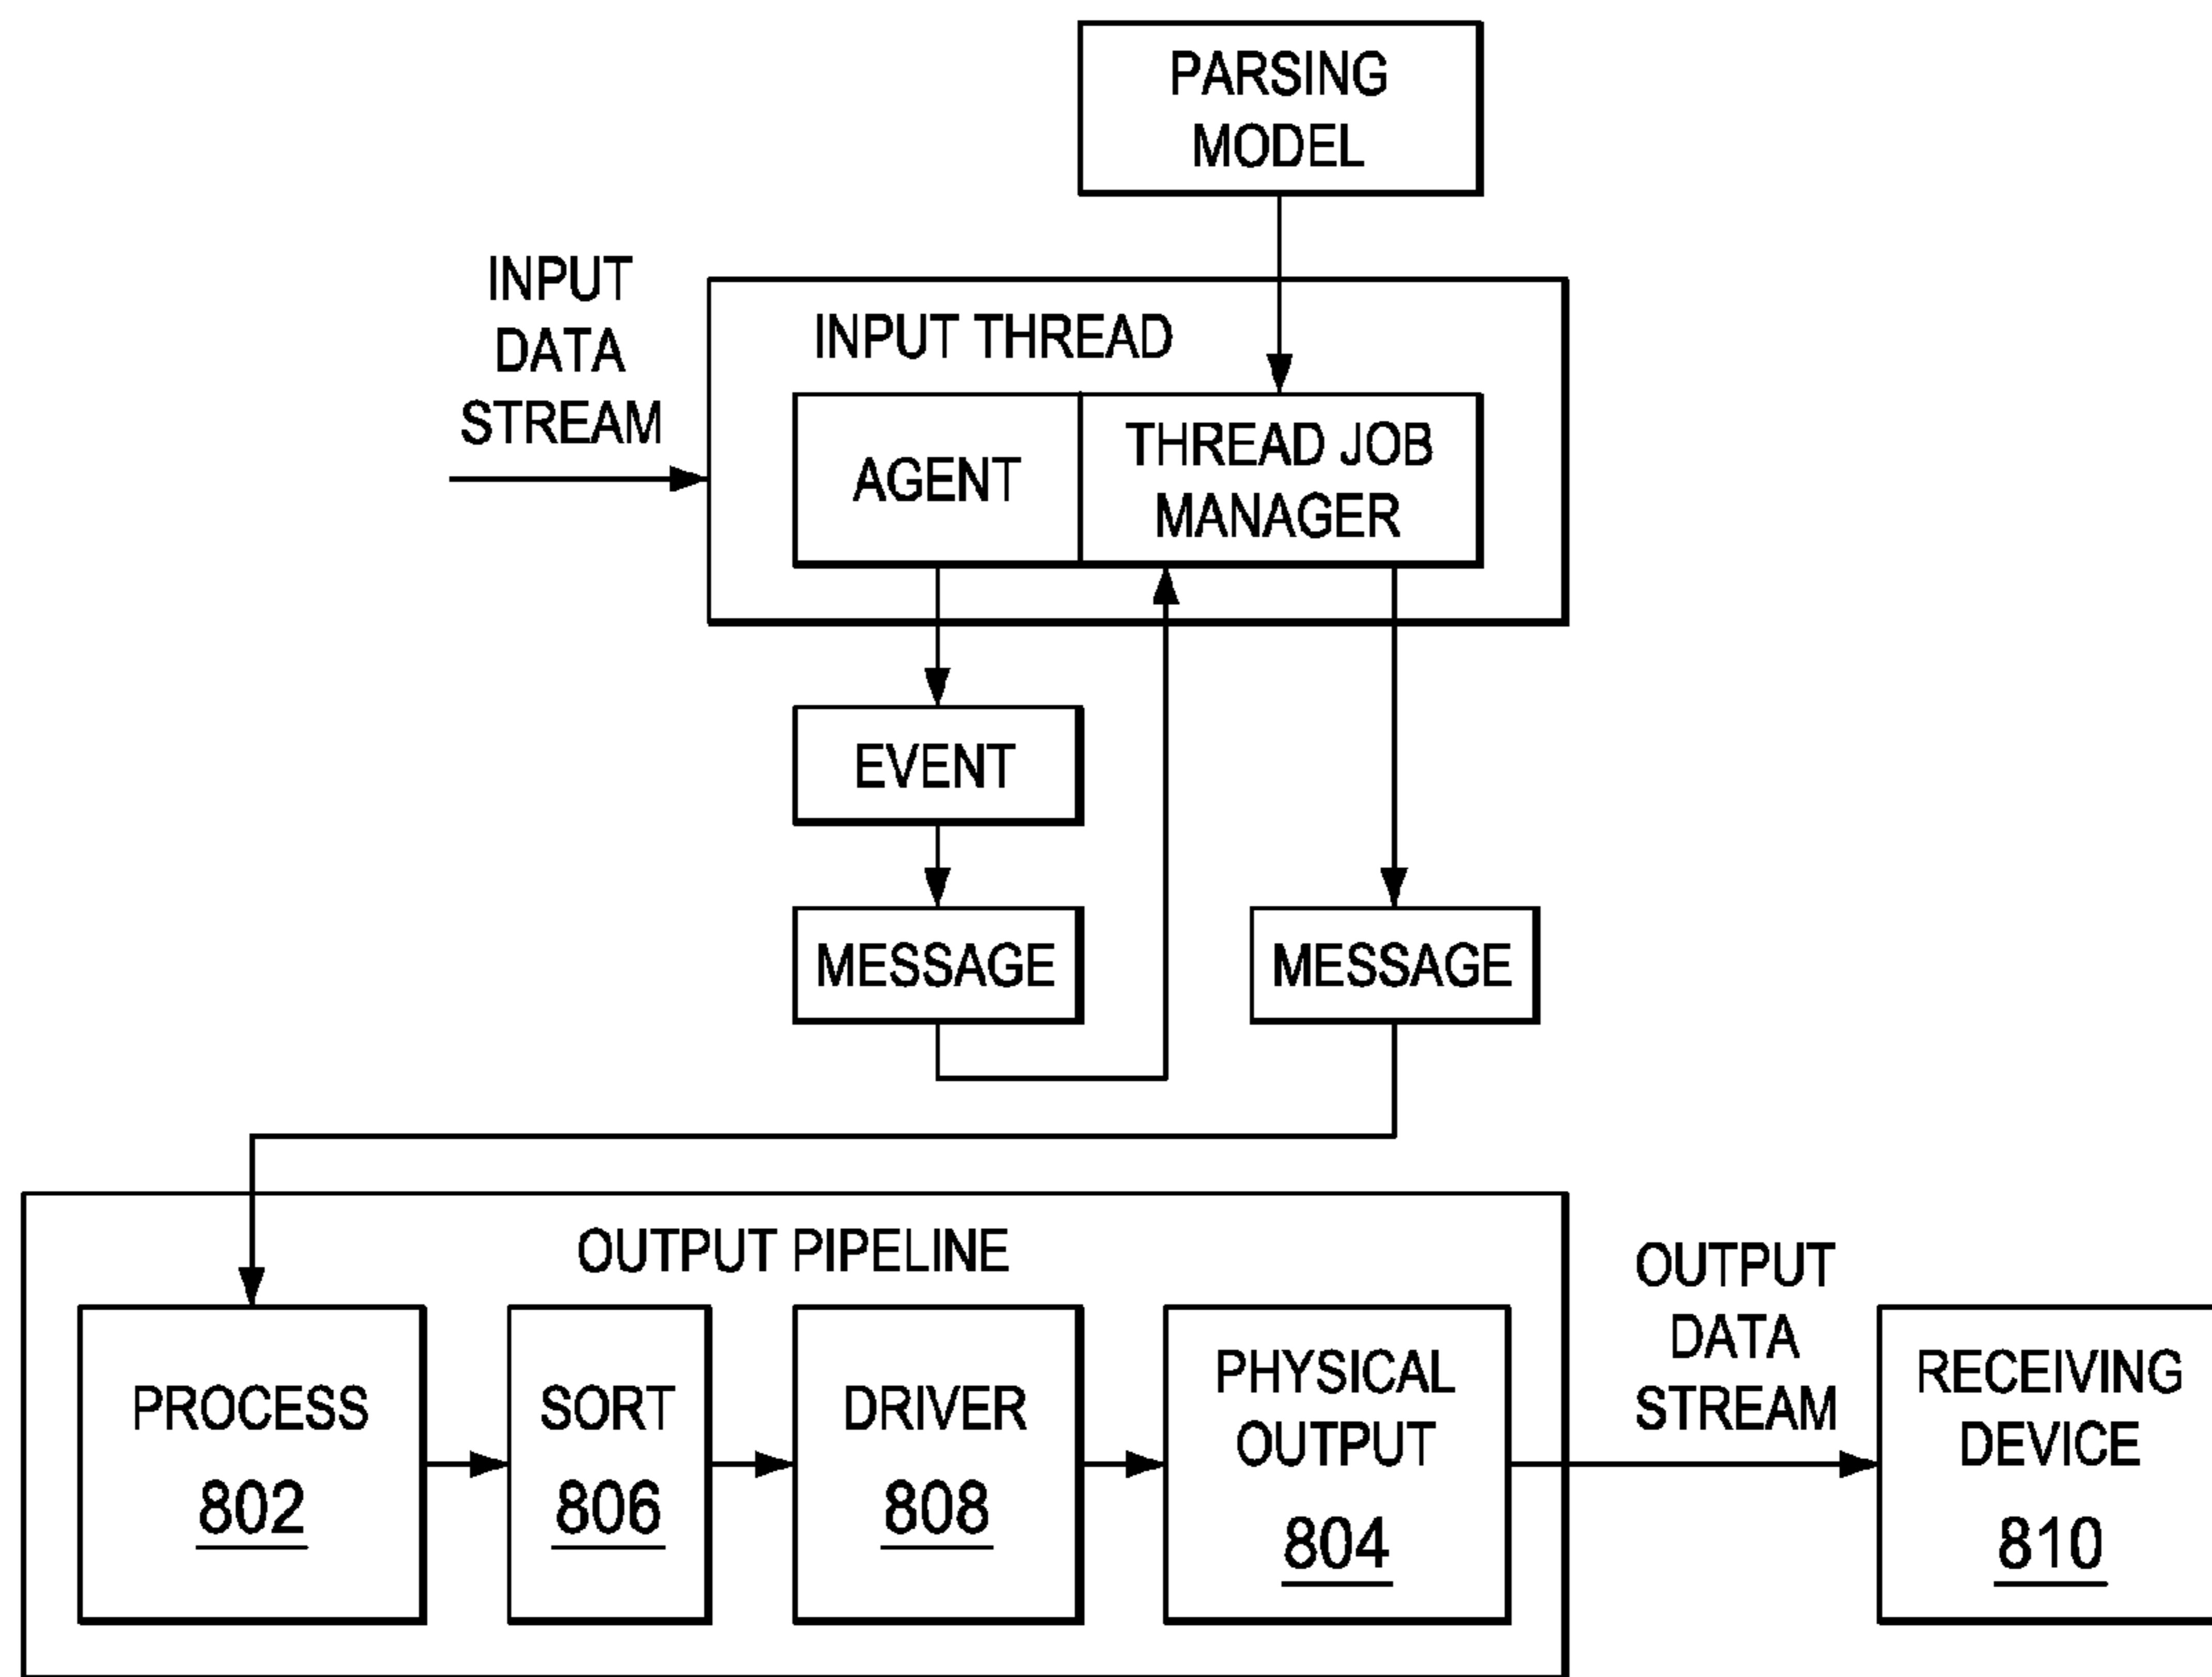 PARSING
MODEL
INPUT
DATA
STREAM
INPUT THREAD
AGENT
THREAD JOB
MANAGER
EVENT
MESSAGE
MESSAGE
OUTPUT PIPELINE
PROCESS
802
SORT
806
DRIVER
808
PHYSICAL
OUTPUT
804
OUTPUT
DATA
STREAM
RECEIVING
DEVICE
810